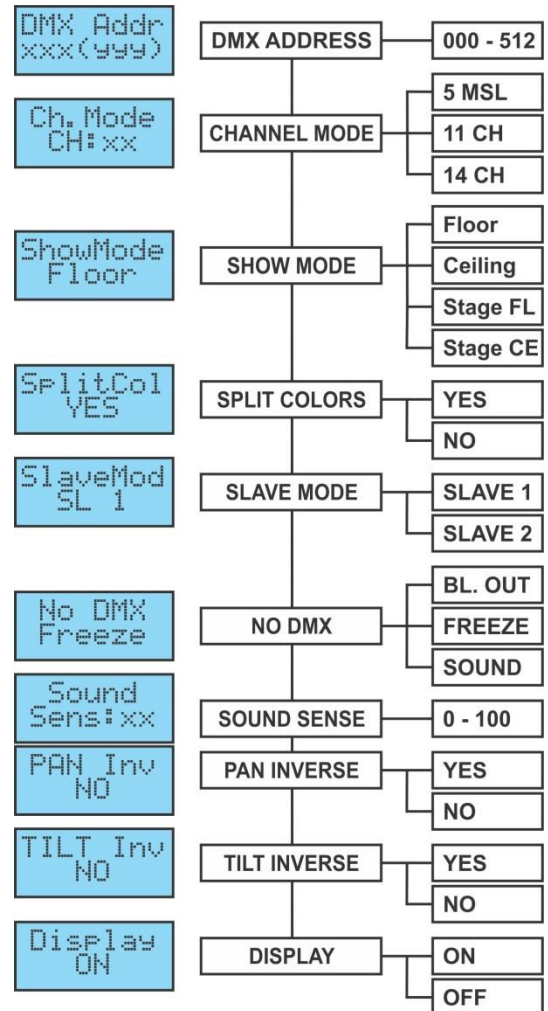 DMX Addr
xxx(yyy)
DMX ADDRESS
000 - 512
Ch. Mode
CH:xx
CHANNEL MODE
5 MSL
11 CH
14 CH
ShowMode
Floor
SHOW MODE
Floor
Ceiling
Stage FL
Stage CE
SplitCol
YES
SPLIT COLORS
YES
NO
SlaveMod
SL 1
SLAVE MODE
SLAVE 1
SLAVE 2
No DMX
Freeze
NO DMX
BL. OUT
FREEZE
SOUND
Sound
Sens:xx
SOUND SENSE
0 - 100
PAN Inv
NO
PAN INVERSE
YES
NO
TILT Inv
NO
TILT INVERSE
YES
NO
Display
ON
DISPLAY
ON
OFF